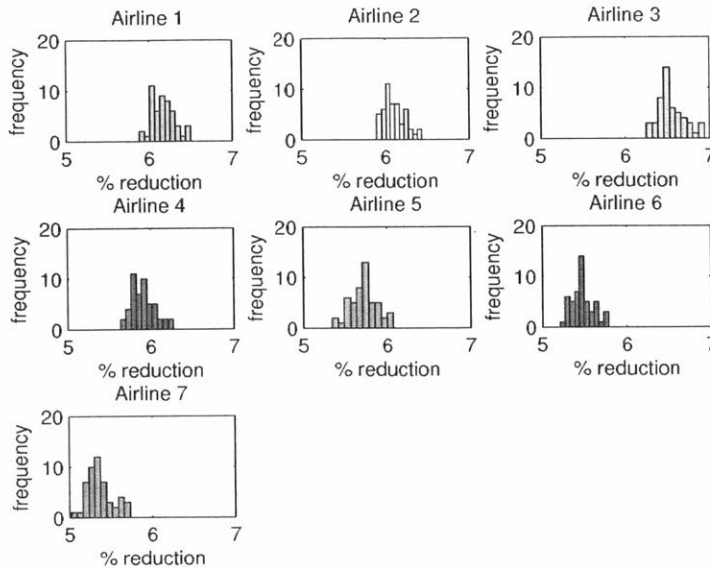 Airline 1
Airline 2
Airline 3
20
10
0
frequency
5 6 7
% reduction
20
10
0
frequency
5 6 7
% reduction
20
10
0
frequency
5 6 7
% reduction
Airline 4
Airline 5
Airline 6
20
10
0
frequency
5 6 7
% reduction
20
10
0
frequency
5 6 7
% reduction
20
10
0
frequency
5 6 7
% reduction
Airline 7
20
10
0
frequency
5 6 7
% reduction